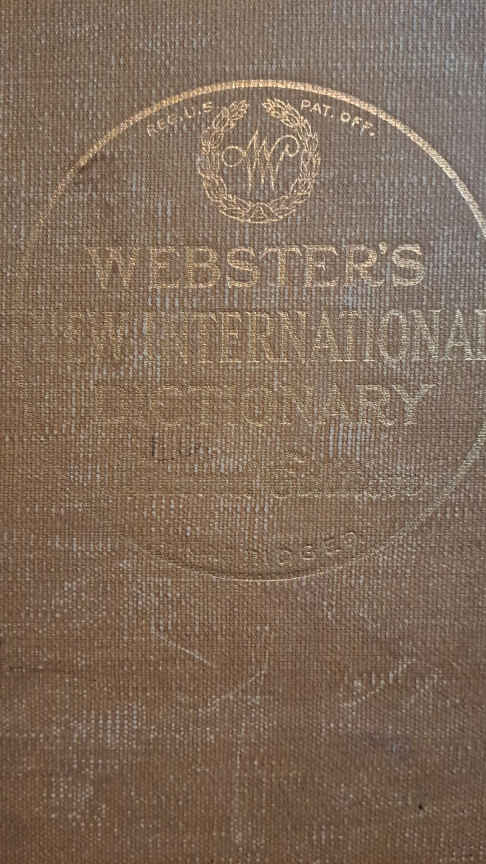 REG. U.S. PAT. OFF.
W
WEBSTER'S
NEW INTERNATIONAL
DICTIONARY